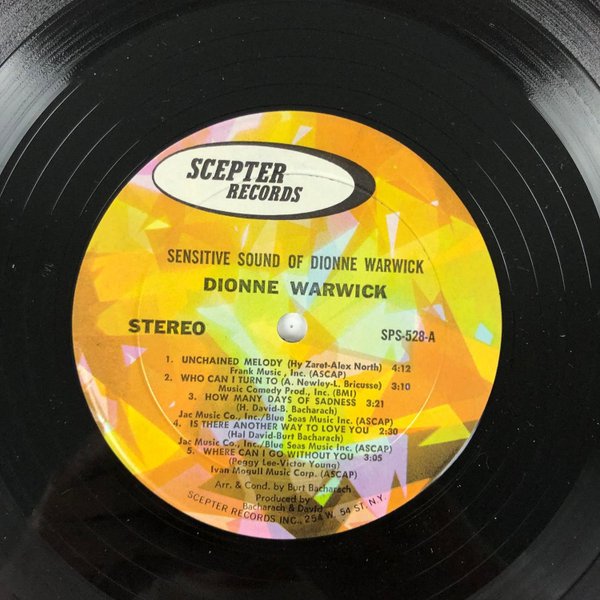 SCEPTER
RECORDS
SENSITIVE SOUND OF DIONNE WARWICK
DIONNE WARWICK
STEREO
SPS-528-A
1. UNCHAINED MELODY (Hy Zaret-Alex North) 4:12
Frank Music, Inc. (ASCAP)
2. WHO CAN I TURN TO (A. Newley-L. Bricusse) 3:10
Music Comedy Prod., Inc. (BMI)
3. HOW MANY DAYS OF SADNESS 3:21
(H. David-B. Bacharach)
Jac Music Co., Inc./Blue Seas Music Inc. (ASCAP)
4. IS THERE ANOTHER WAY TO LOVE YOU 2:30
(Hal David-Burt Bacharach)
Jac Music Co., Inc./Blue Seas Music Inc. (ASCAP)
5. WHERE CAN I GO WITHOUT YOU 3:05
(Peggy Lee-Victor Young)
Ivan Mogull Music Corp. (ASCAP)
Arr. & Cond. by Burt Bacharach
Produced by
Bacharach & David
SCEPTER RECORDS INC., 254 W. 54 ST. N.Y.